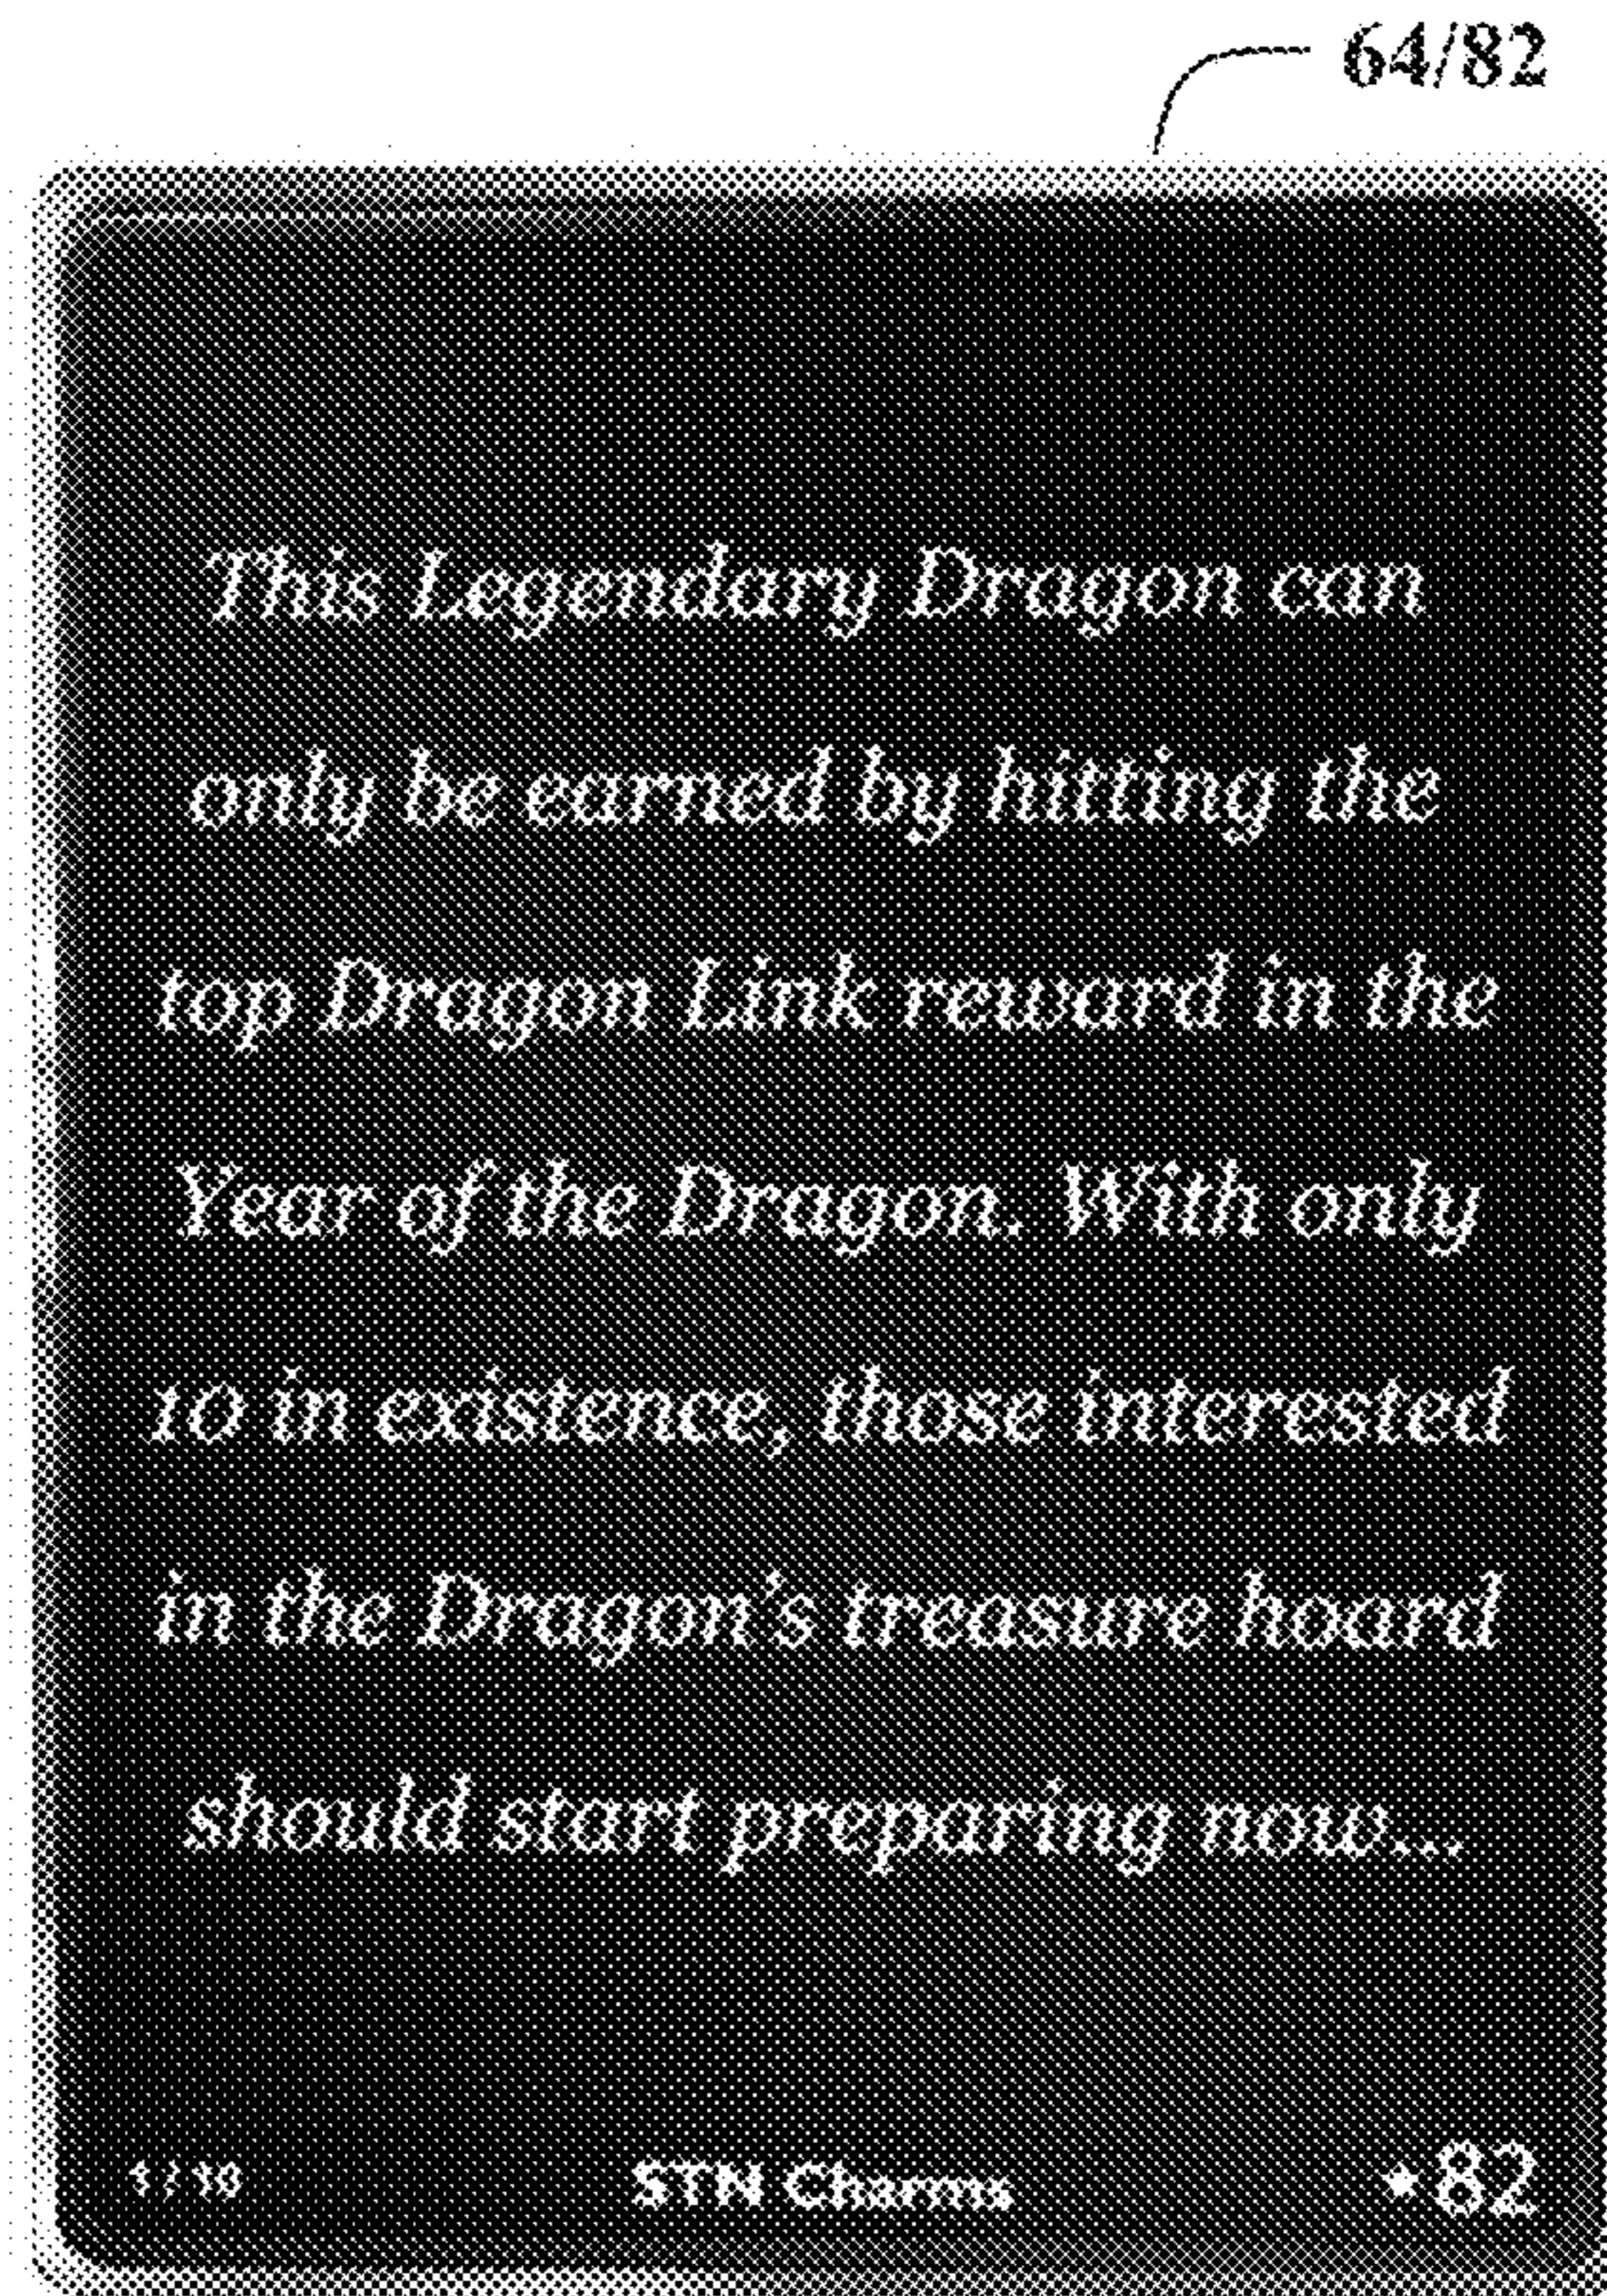 64/82
This Legendary Dragon can
only be earned by hitting the
top Dragon Link reward in the
Year of the Dragon. With only
10 in existence, those interested
in the Dragon's treasure hoard
should start preparing now...
1/10 STN Charms 82